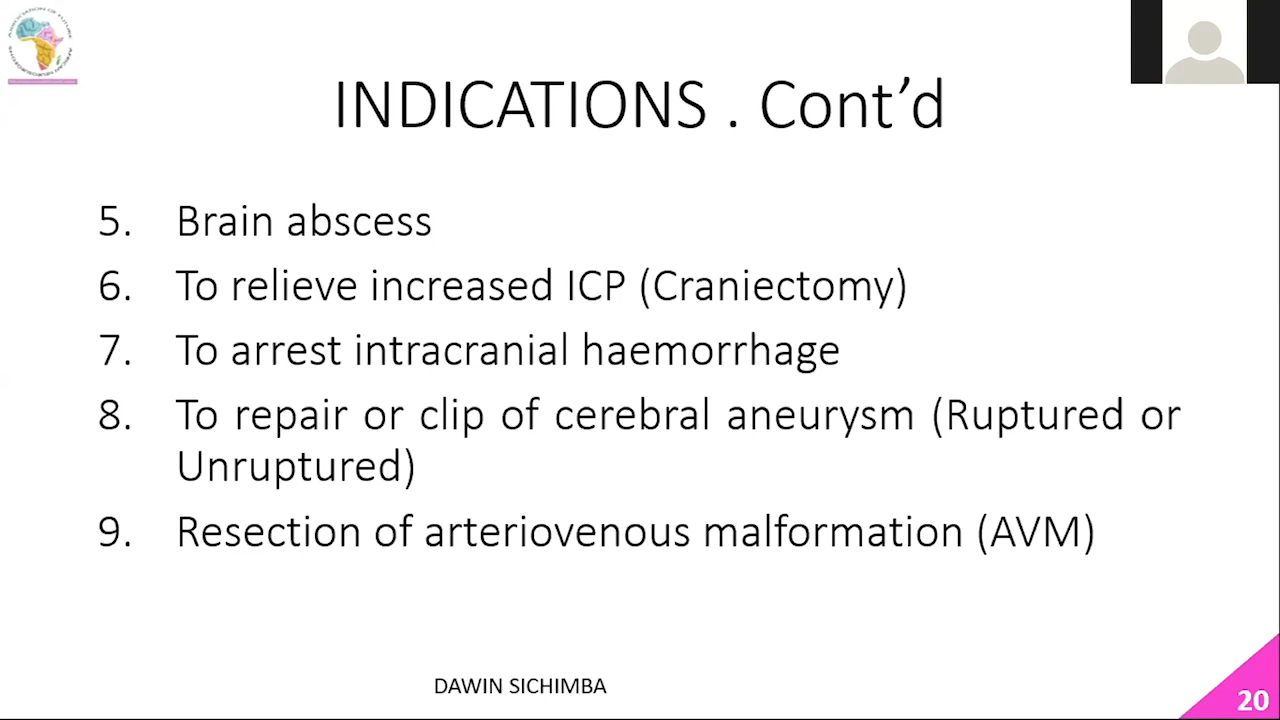 INDICATIONS . Cont’d
5. Brain abscess
6. To relieve increased ICP (Craniectomy)
7. To arrest intracranial haemorrhage
8. To repair or clip of cerebral aneurysm (Ruptured or
Unruptured)
9. Resection of arteriovenous malformation (AVM)
DAWIN SICHIMBA
20